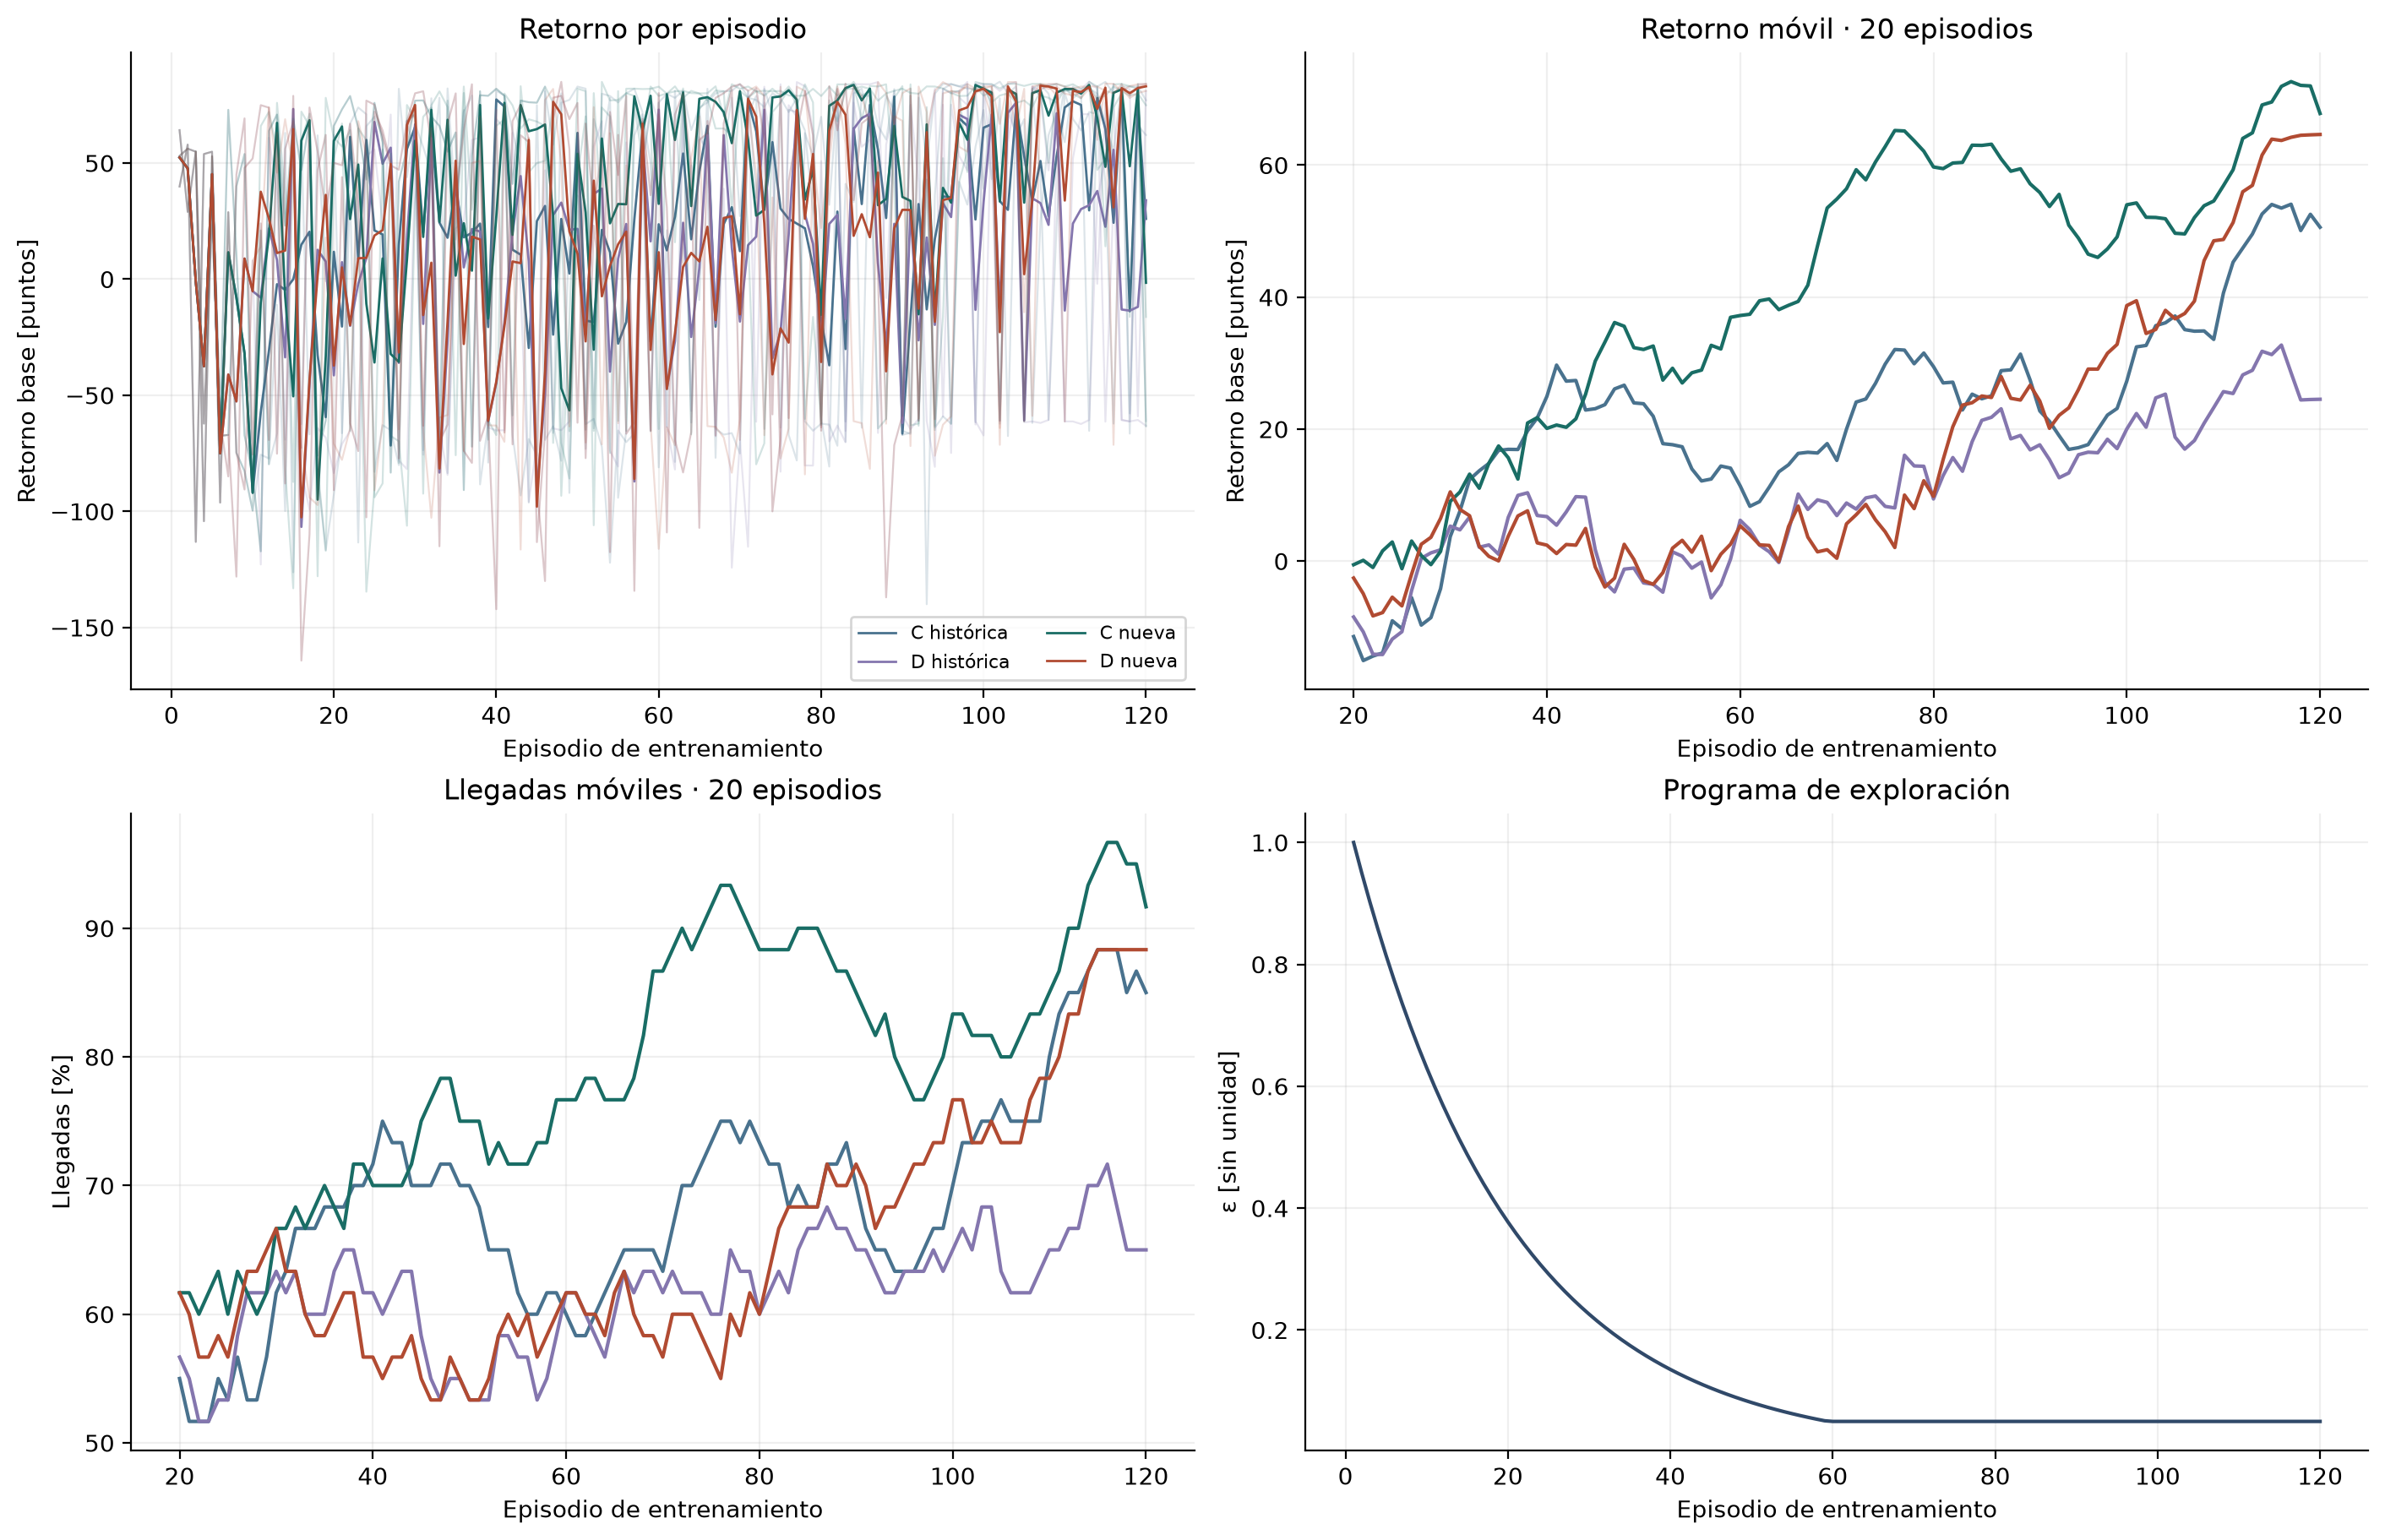 Retorno por episodio
Retorno base [puntos]
50
0
−50
−100
−150
C histórica
C nueva
D histórica
D nueva
0 20 40 60 80 100 120
Episodio de entrenamiento
Retorno móvil · 20 episodios
Retorno base [puntos]
60
40
20
0
20 40 60 80 100 120
Episodio de entrenamiento
Llegadas móviles · 20 episodios
Llegadas [%]
90
80
70
60
50
20 40 60 80 100 120
Episodio de entrenamiento
Programa de exploración
ε [sin unidad]
1.0
0.8
0.6
0.4
0.2
0 20 40 60 80 100 120
Episodio de entrenamiento